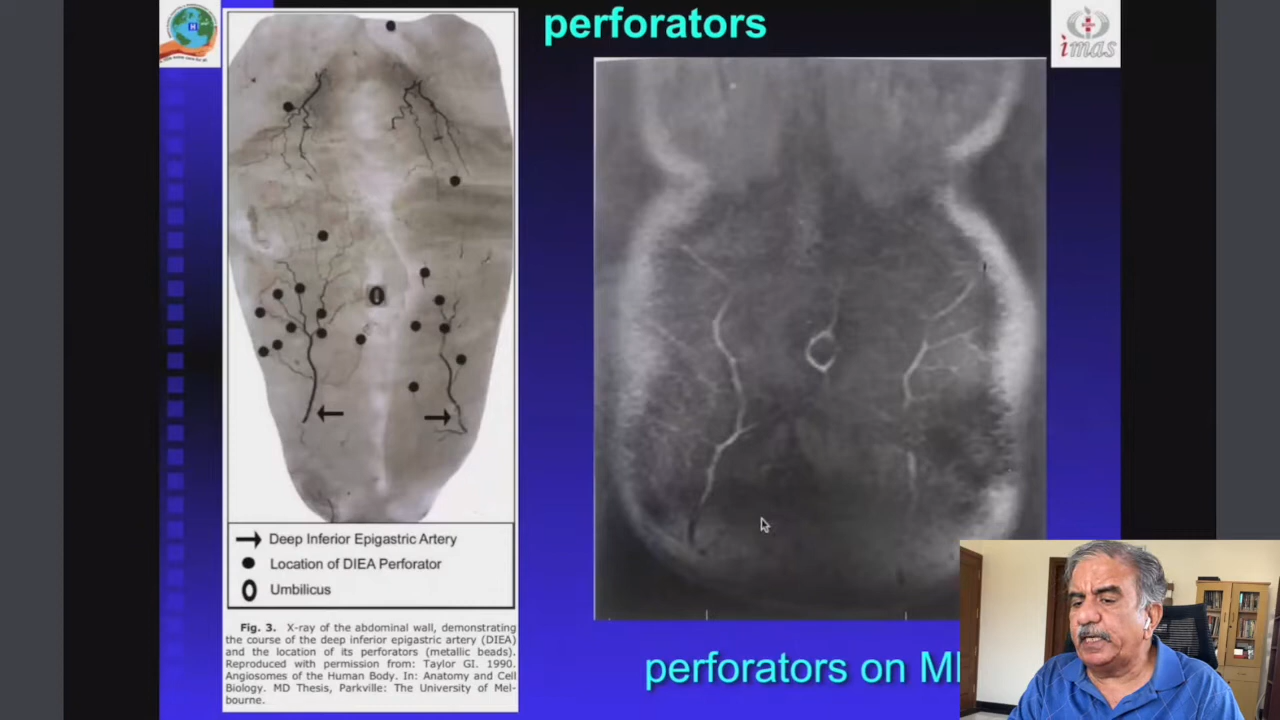 perforators
imas
Deep Inferior Epigastric Artery
Location of DIEA Perforator
Umbilicus
Fig. 3. X-ray of the abdominal wall, demonstrating
the course of the deep inferior epigastric artery (DIEA)
and the location of its perforators (metallic beads).
Reproduced with permission from: Taylor GI. 1990.
Angiosomes of the Human Body. In: Anatomy and Cell
Biology. MD Thesis, Parkville: The University of Mel-
bourne.
perforators on